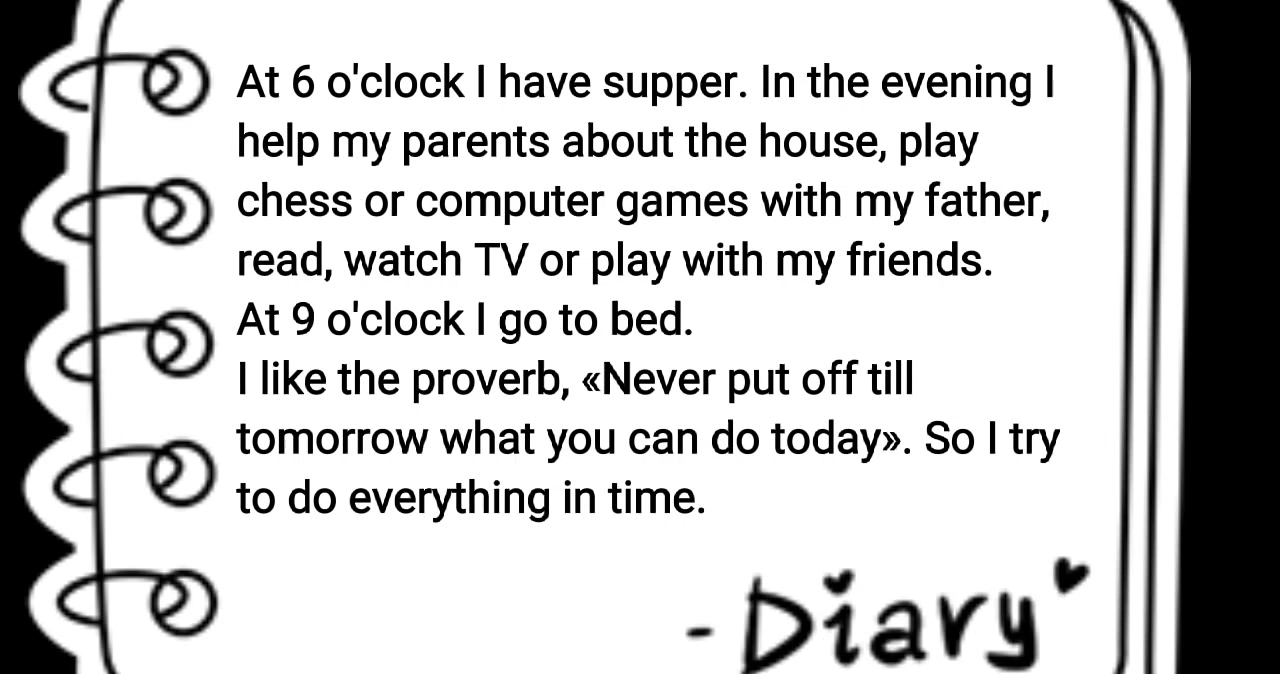 At 6 o'clock I have supper. In the evening I
help my parents about the house, play
chess or computer games with my father,
read, watch TV or play with my friends.
At 9 o'clock I go to bed.
I like the proverb, «Never put off till
tomorrow what you can do today». So I try
to do everything in time.
- Diary